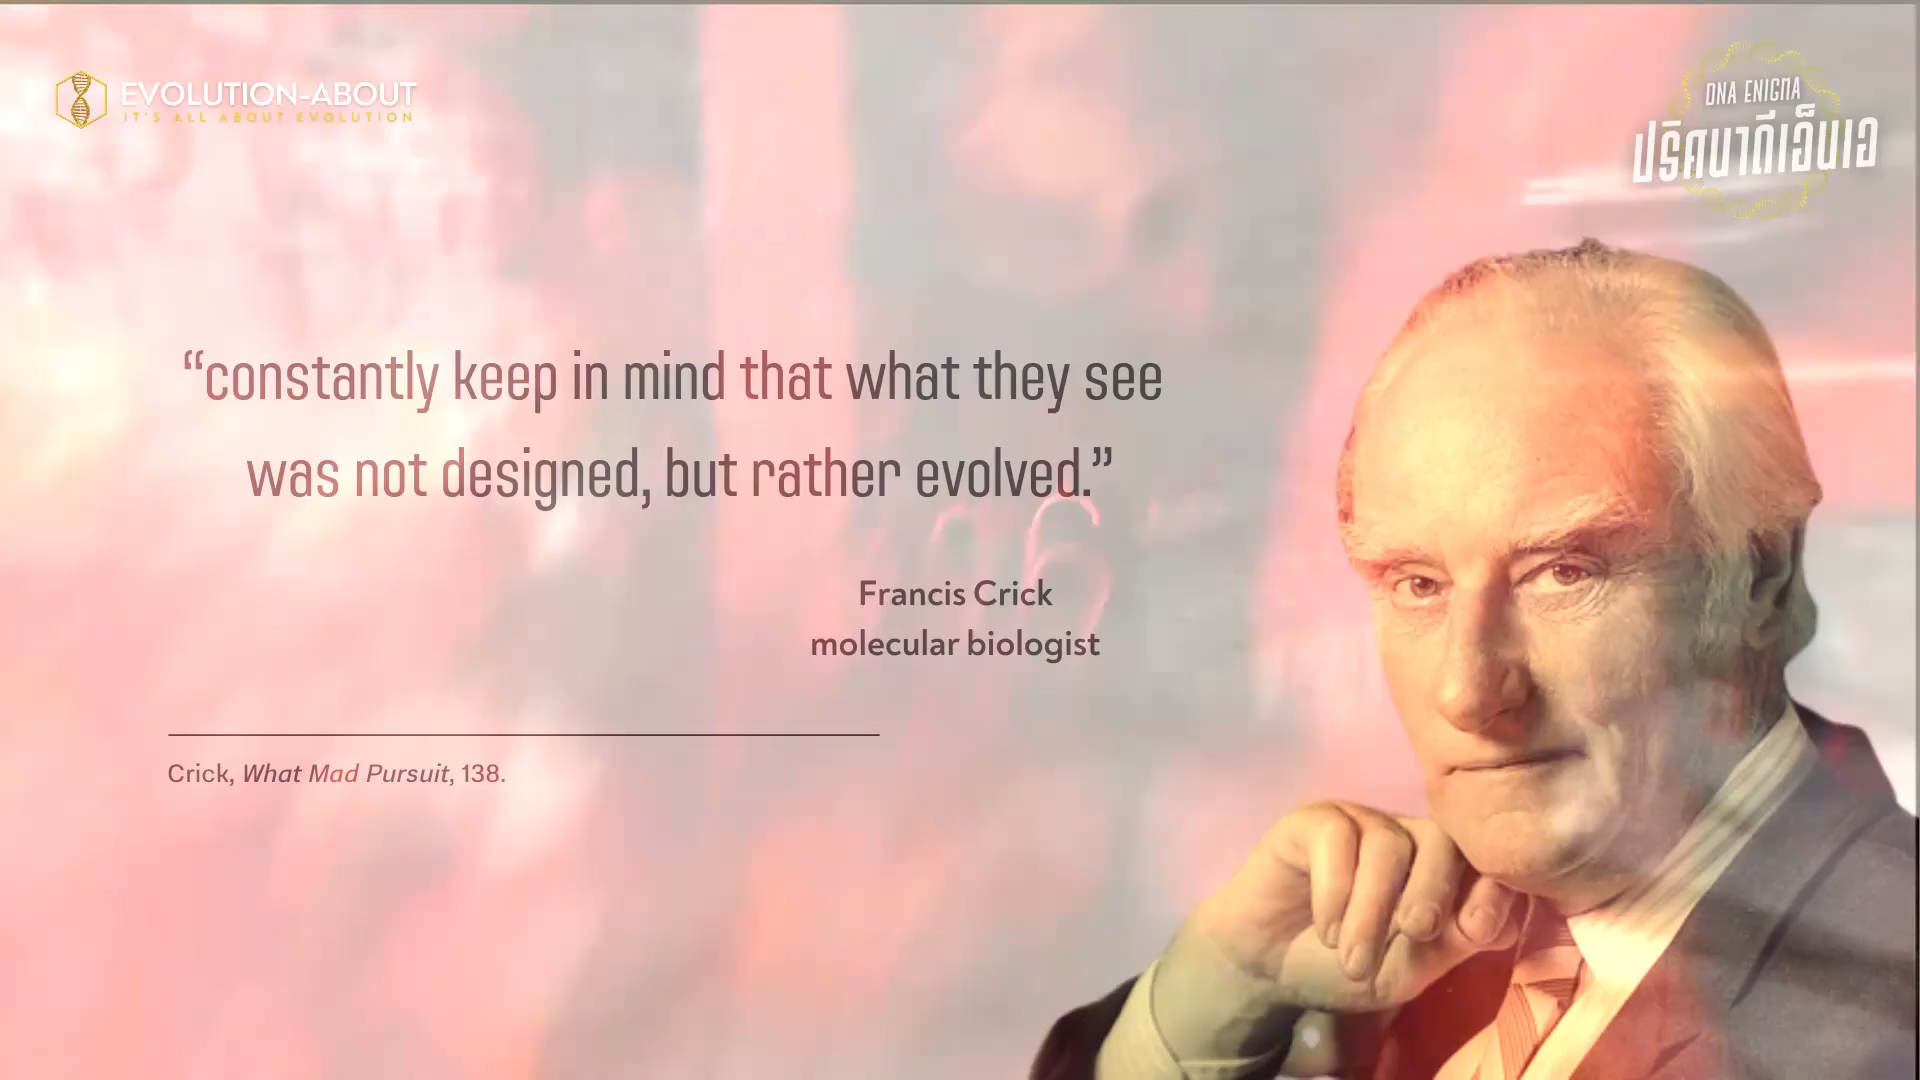 EVOLUTION-ABOUT
IT'S ALL ABOUT EVOLUTION
DNA ENIGMA
ปริศนาดีเอ็นเอ
“constantly keep in mind that what they see
was not designed, but rather evolved.”
Francis Crick
molecular biologist
Crick, What Mad Pursuit, 138.